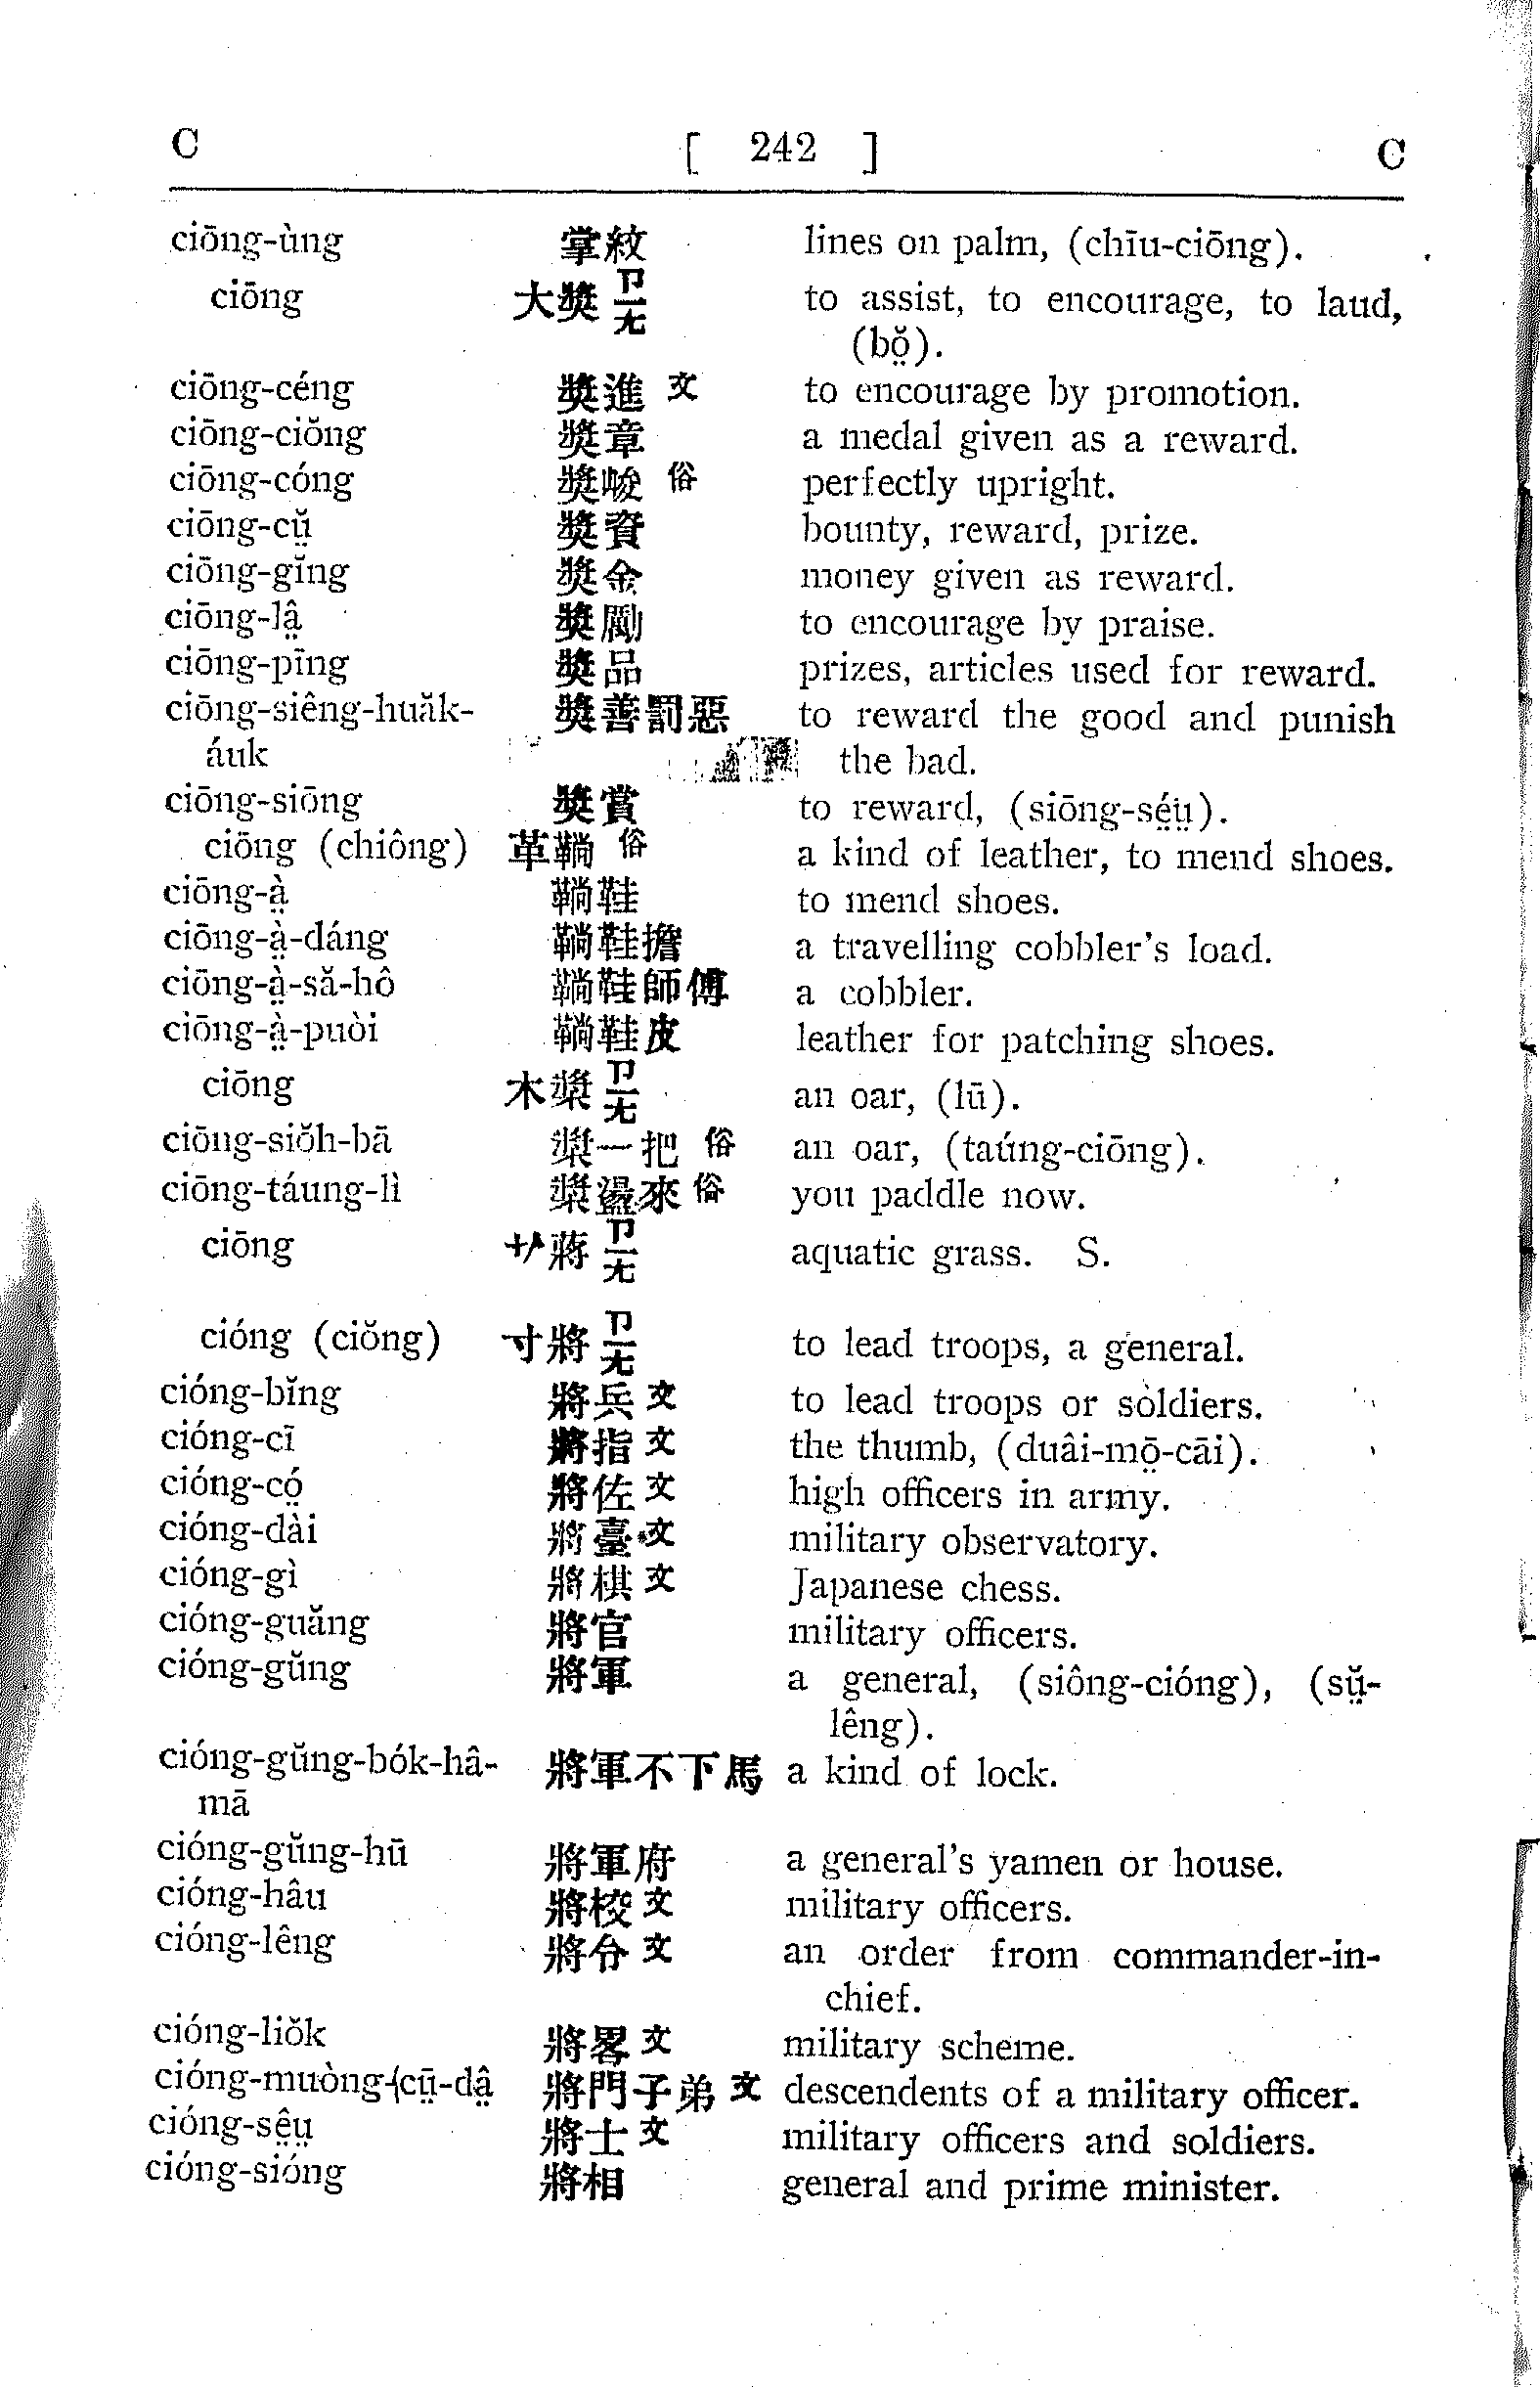 C [ 242 ] C
ciōng-ùng 掌紋 lines on palm, (chīu-ciōng).
ciōng 大獎 ㄗㄧㄤ to assist, to encourage, to laud,
(bŏ̤).
ciōng-céng 獎進 文 to encourage by promotion.
ciōng-ciŏng 獎章 a medal given as a reward.
ciōng-cóng 獎峻 俗 perfectly upright.
ciōng-cṳ̆ 獎資 bounty, reward, prize.
ciōng-gĭng 獎金 money given as reward.
ciōng-lâ̤ 獎勵 to encourage by praise.
ciōng-pīng 獎品 prizes, articles used for reward.
ciōng-siêng-huăk- 獎善罰惡 to reward the good and punish
áuk the bad.
ciōng-siōng 獎賞 to reward, (siōng-sé̤ṳ).
ciōng (chiông) 革鞝 俗 a kind of leather, to mend shoes.
ciōng-à̤ 鞝鞋 to mend shoes.
ciōng-à̤-dáng 鞝鞋擔 a travelling cobbler's load.
ciōng-à̤-să-hô 鞝鞋師傅 a cobbler.
ciōng-à̤-puòi 鞝鞋皮 leather for patching shoes.
ciōng 木槳 ㄗㄧㄤ an oar, (lū).
ciōng-siŏh-bā 槳一把 俗 an oar, (taúng-ciōng).
ciōng-táung-lì 槳盪來 俗 you paddle now.
ciōng 艹蔣 ㄗㄧㄤ aquatic grass. S.
cióng (ciŏng) 寸將 ㄗㄧㄤ to lead troops, a general.
cióng-bĭng 將兵 文 to lead troops or soldiers.
cióng-cī 將指 文 the thumb, (duâi-mō̤-cāi).
cióng-có̤ 將佐 文 high officers in army.
cióng-dài 將臺 文 military observatory.
cióng-gì 將棋 文 Japanese chess.
cióng-guăng 將官 military officers.
cióng-gŭng 將軍 a general, (siông-cióng), (sṳ̆-
lêng).
cióng-gŭng-bók-hâ- 將軍不下馬 a kind of lock.
mā
cióng-gŭng-hū 將軍府 a general's yamen or house.
cióng-hâu 將校 文 military officers.
cióng-lêng 將令 文 an order from commander-in-
chief.
cióng-liŏk 將畧 文 military scheme.
cióng-muòng-cṳ̄-dâ̤ 將門子弟 文 descendents of a military officer.
cióng-sê̤ṳ 將士 文 military officers and soldiers.
cióng-sióng 將相 general and prime minister.